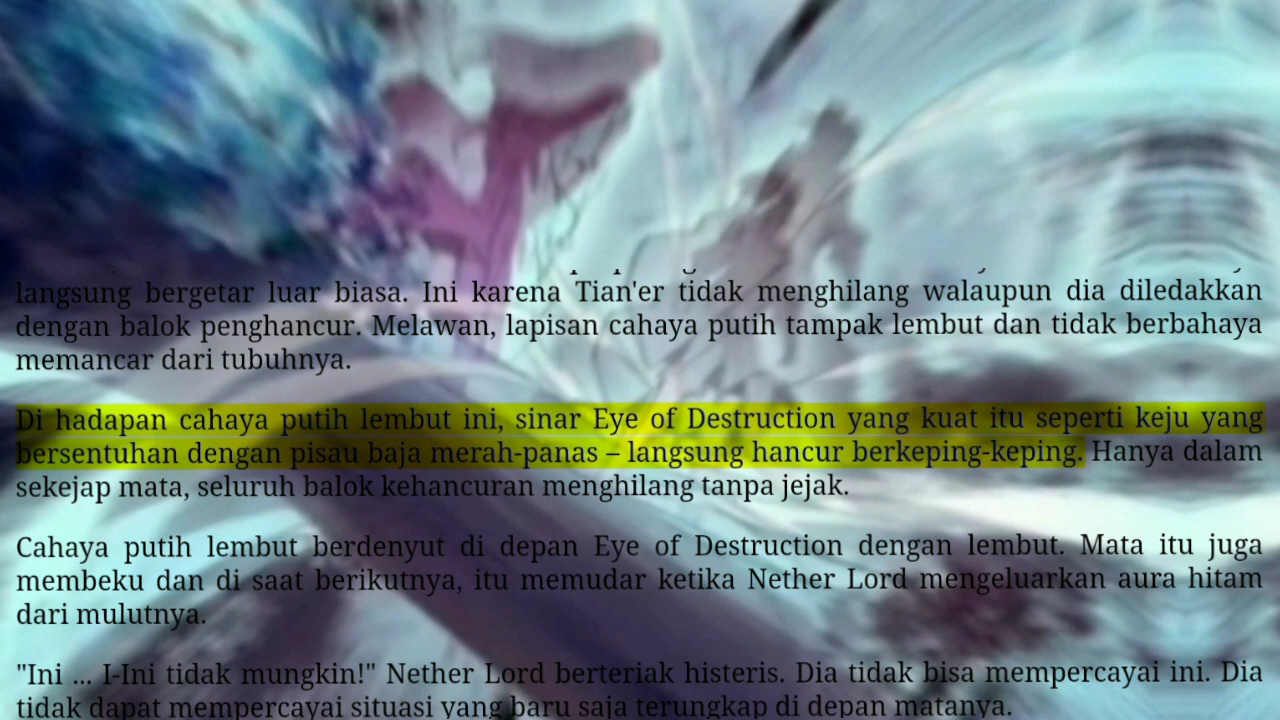 langsung bergetar luar biasa. Ini karena Tian'er tidak menghilang walaupun dia diledakkan
dengan balok penghancur. Melawan, lapisan cahaya putih tampak lembut dan tidak berbahaya
memancar dari tubuhnya.
Di hadapan cahaya putih lembut ini, sinar Eye of Destruction yang kuat itu seperti keju yang
bersentuhan dengan pisau baja merah-panas – langsung hancur berkeping-keping. Hanya dalam
sekejap mata, seluruh balok kehancuran menghilang tanpa jejak.
Cahaya putih lembut berdenyut di depan Eye of Destruction dengan lembut. Mata itu juga
membeku dan di saat berikutnya, itu memudar ketika Nether Lord mengeluarkan aura hitam
dari mulutnya.
"Ini ... I-Ini tidak mungkin!" Nether Lord berteriak histeris. Dia tidak bisa mempercayai ini. Dia
tidak dapat mempercayai situasi yang baru saja terungkap di depan matanya.